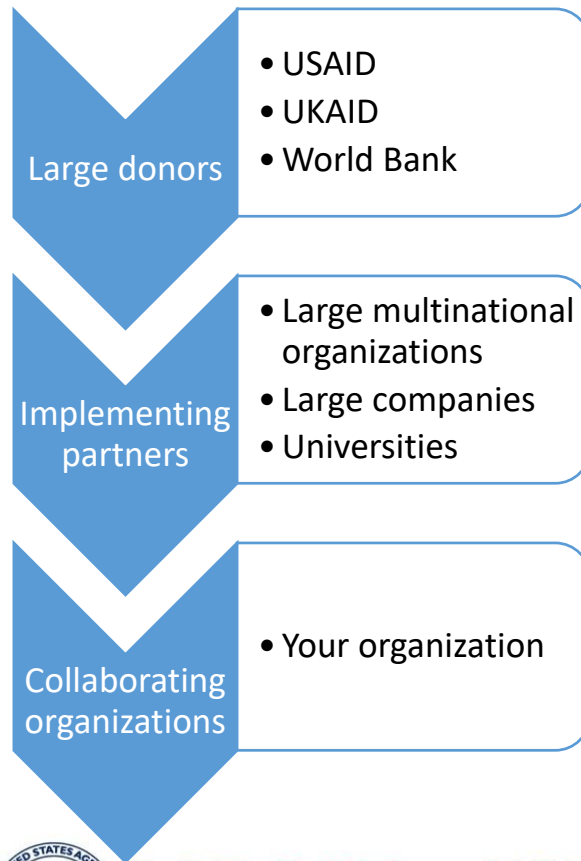 Large donors
• USAID
• UKAID
• World Bank
Implementing
partners
• Large multinational
organizations
• Large companies
• Universities
Collaborating
organizations
• Your organization